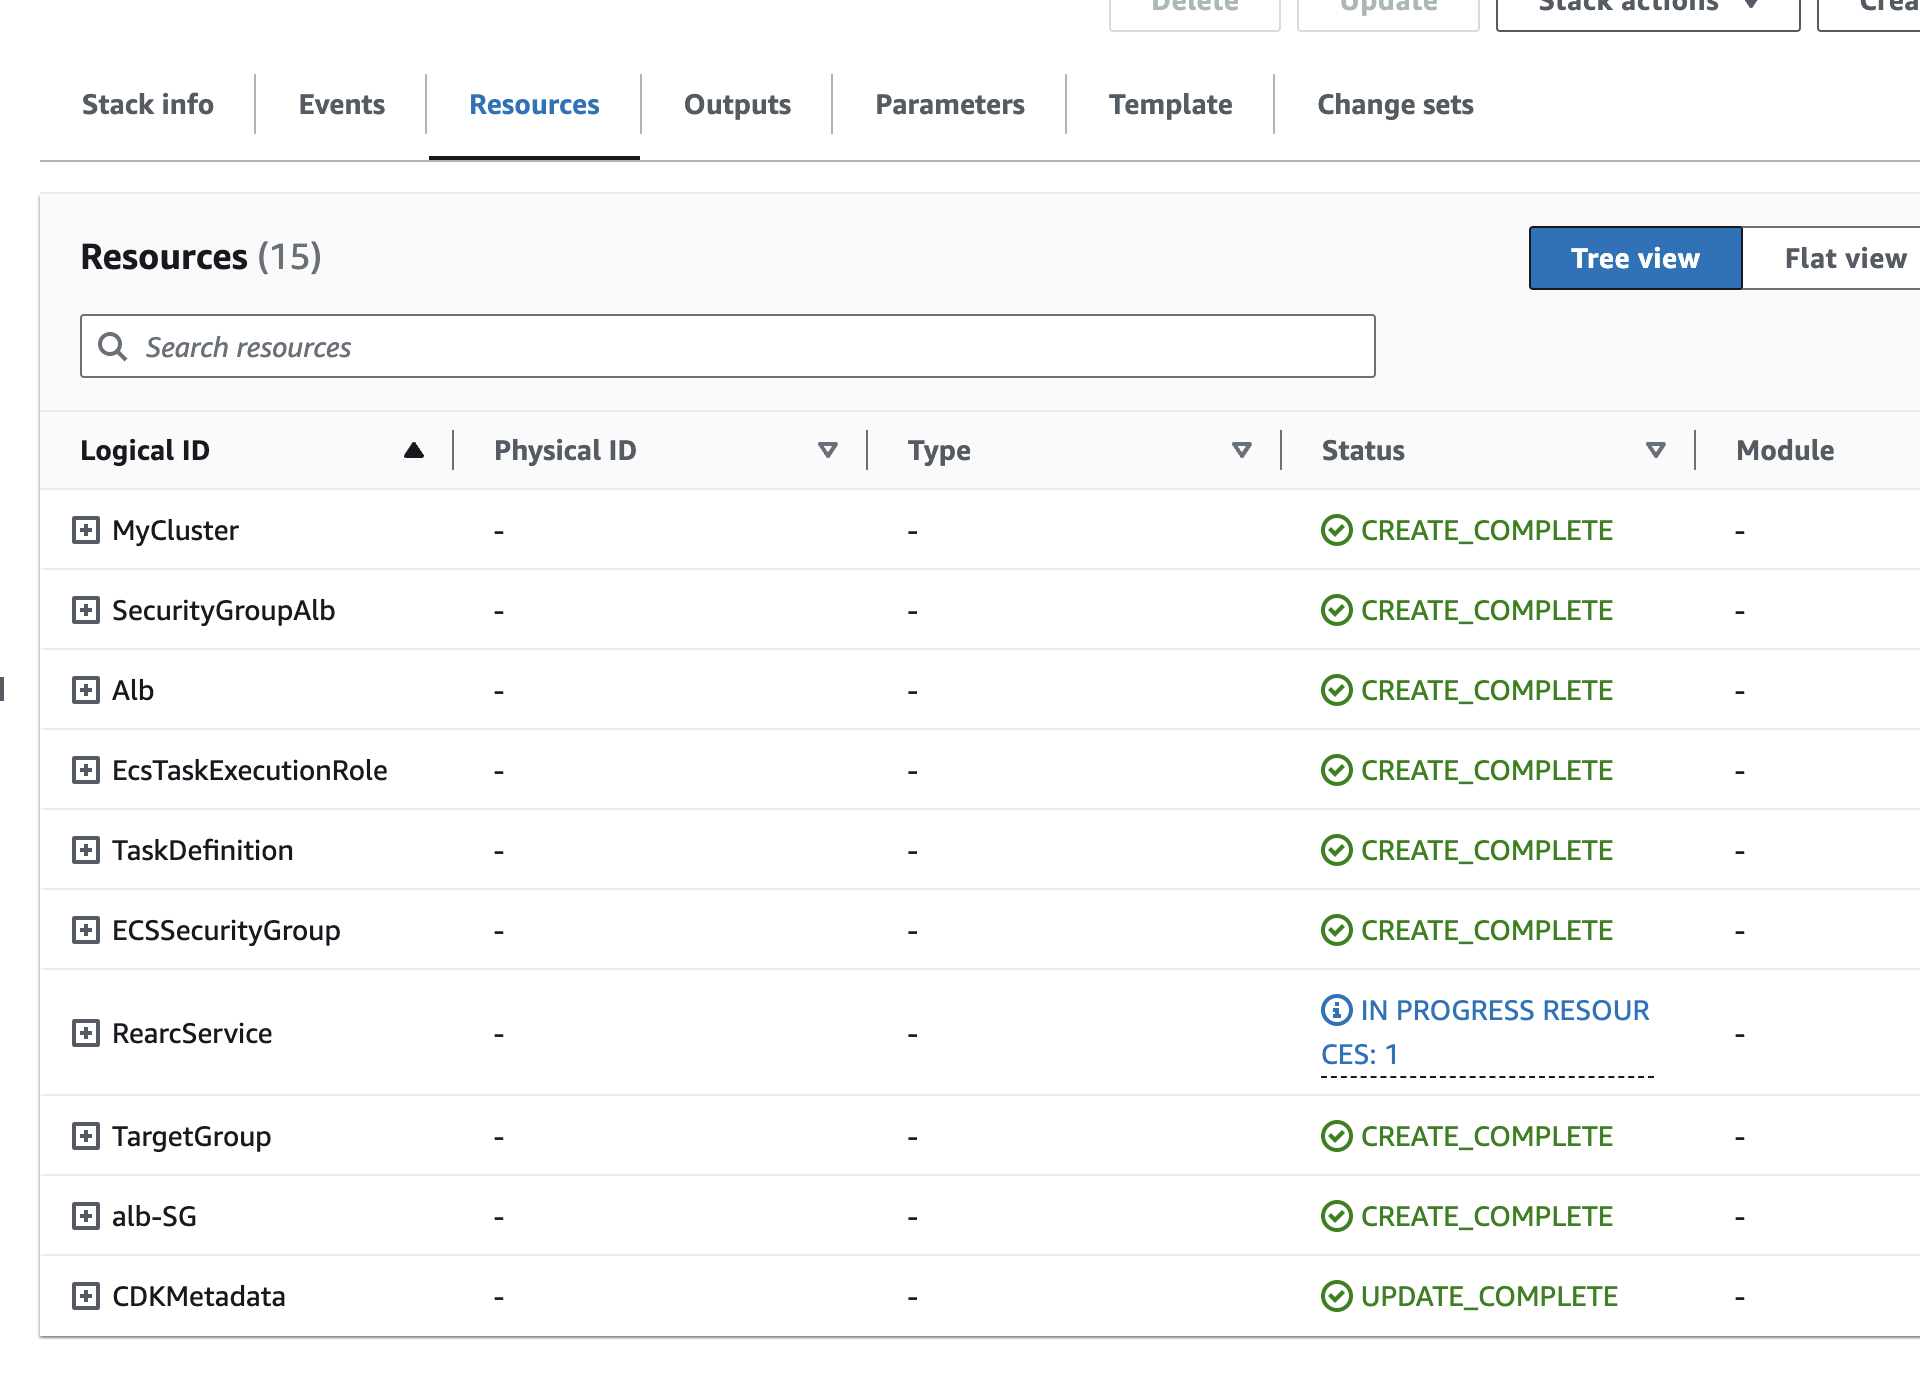 Delete Update Stack actions
Stack info Events Resources Outputs Parameters Template Change sets
Resources (15)
Tree view Flat view
Search resources
Logical ID Physical ID Type Status Module
MyCluster - - CREATE_COMPLETE -
SecurityGroupAlb - - CREATE_COMPLETE -
Alb - - CREATE_COMPLETE -
EcsTaskExecutionRole - - CREATE_COMPLETE -
TaskDefinition - - CREATE_COMPLETE -
ECSSecurityGroup - - CREATE_COMPLETE -
RearcService - - IN PROGRESS RESOUR
CES: 1 -
TargetGroup - - CREATE_COMPLETE -
alb-SG - - CREATE_COMPLETE -
CDKMetadata - - UPDATE_COMPLETE -